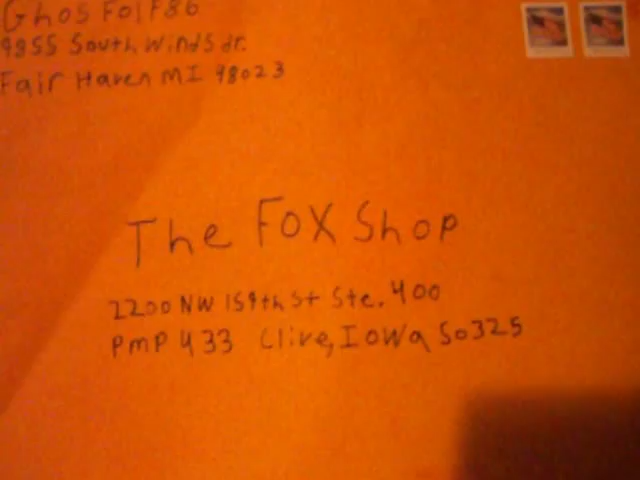 GhosFolF86
9855 South Winds dr.
Fair Haven MI 48023
The Fox Shop
2200 NW 159th St Ste. 400
PMP 433 Clive, Iowa 50325